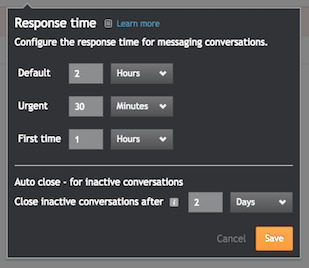 Response time Learn more
Configure the response time for messaging conversations.
Default 2 Hours
Urgent 30 Minutes
First time 1 Hours
Auto close - for inactive conversations
Close inactive conversations after i 2 Days
Cancel Save